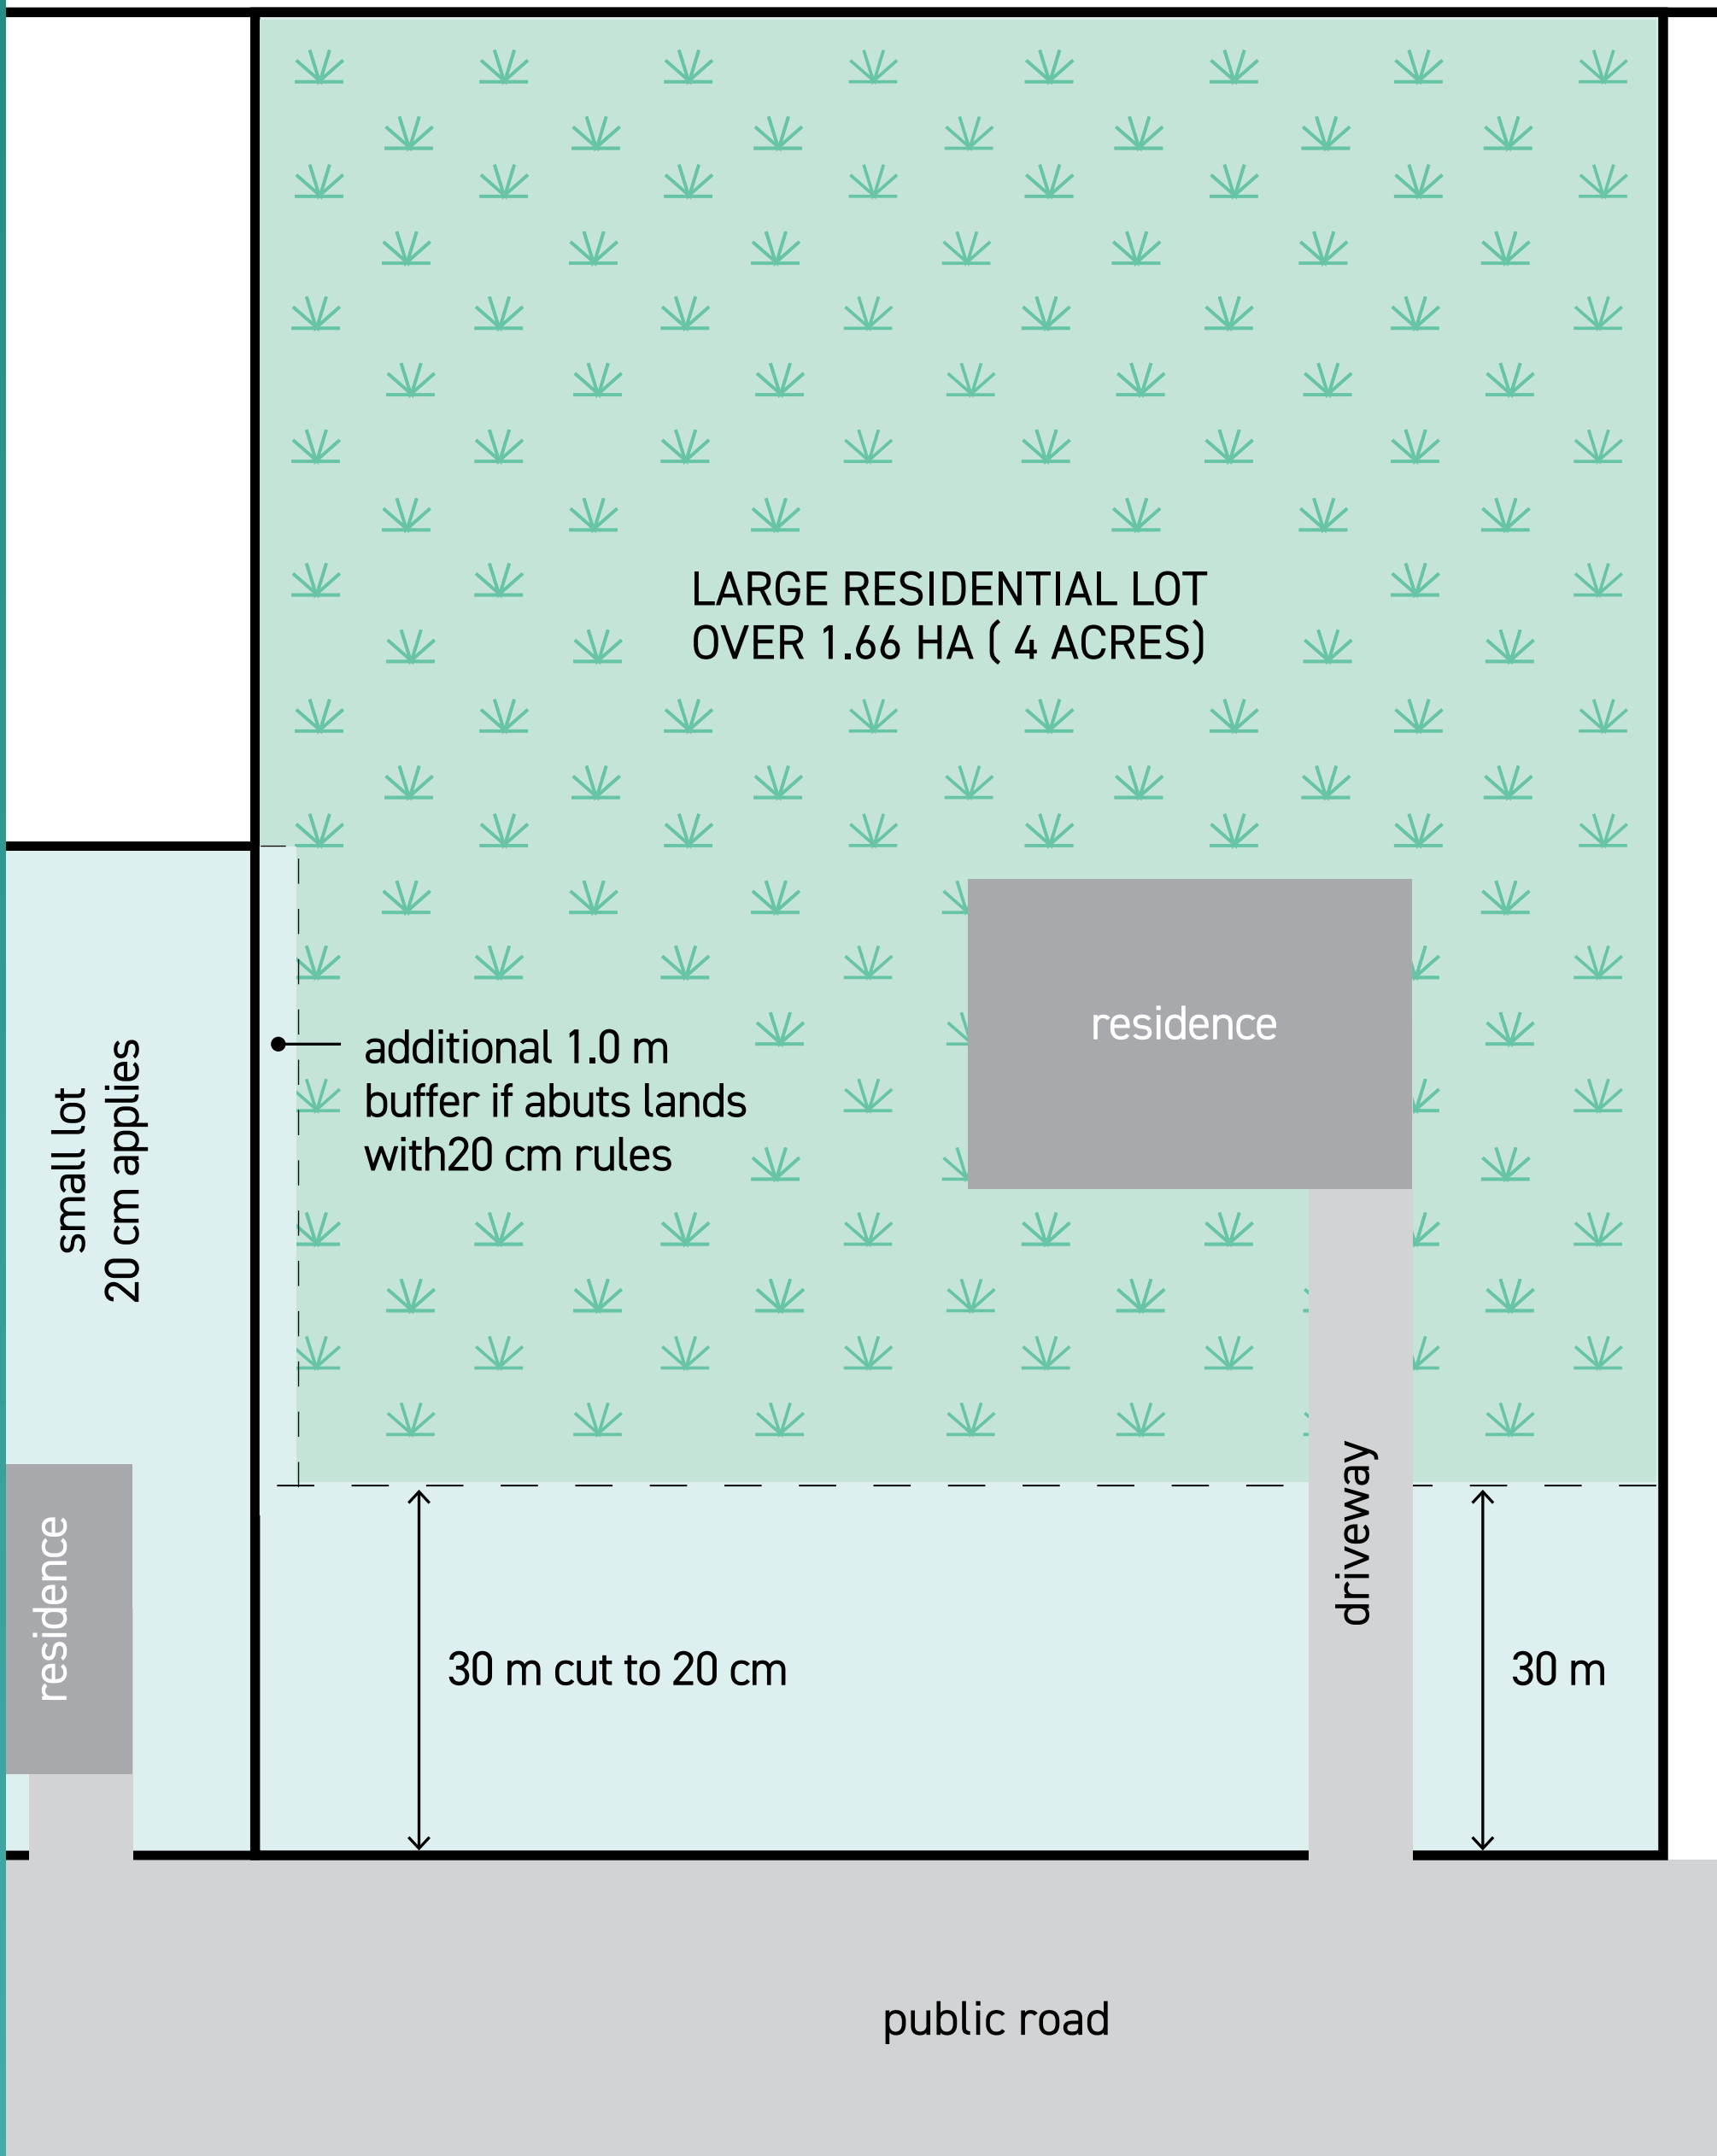 LARGE RESIDENTIAL LOT
OVER 1.66 HA ( 4 ACRES)
residence
additional 1.0 m
buffer if abuts lands
with20 cm rules
small lot
20 cm applies
residence
driveway
30 m cut to 20 cm
30 m
public road